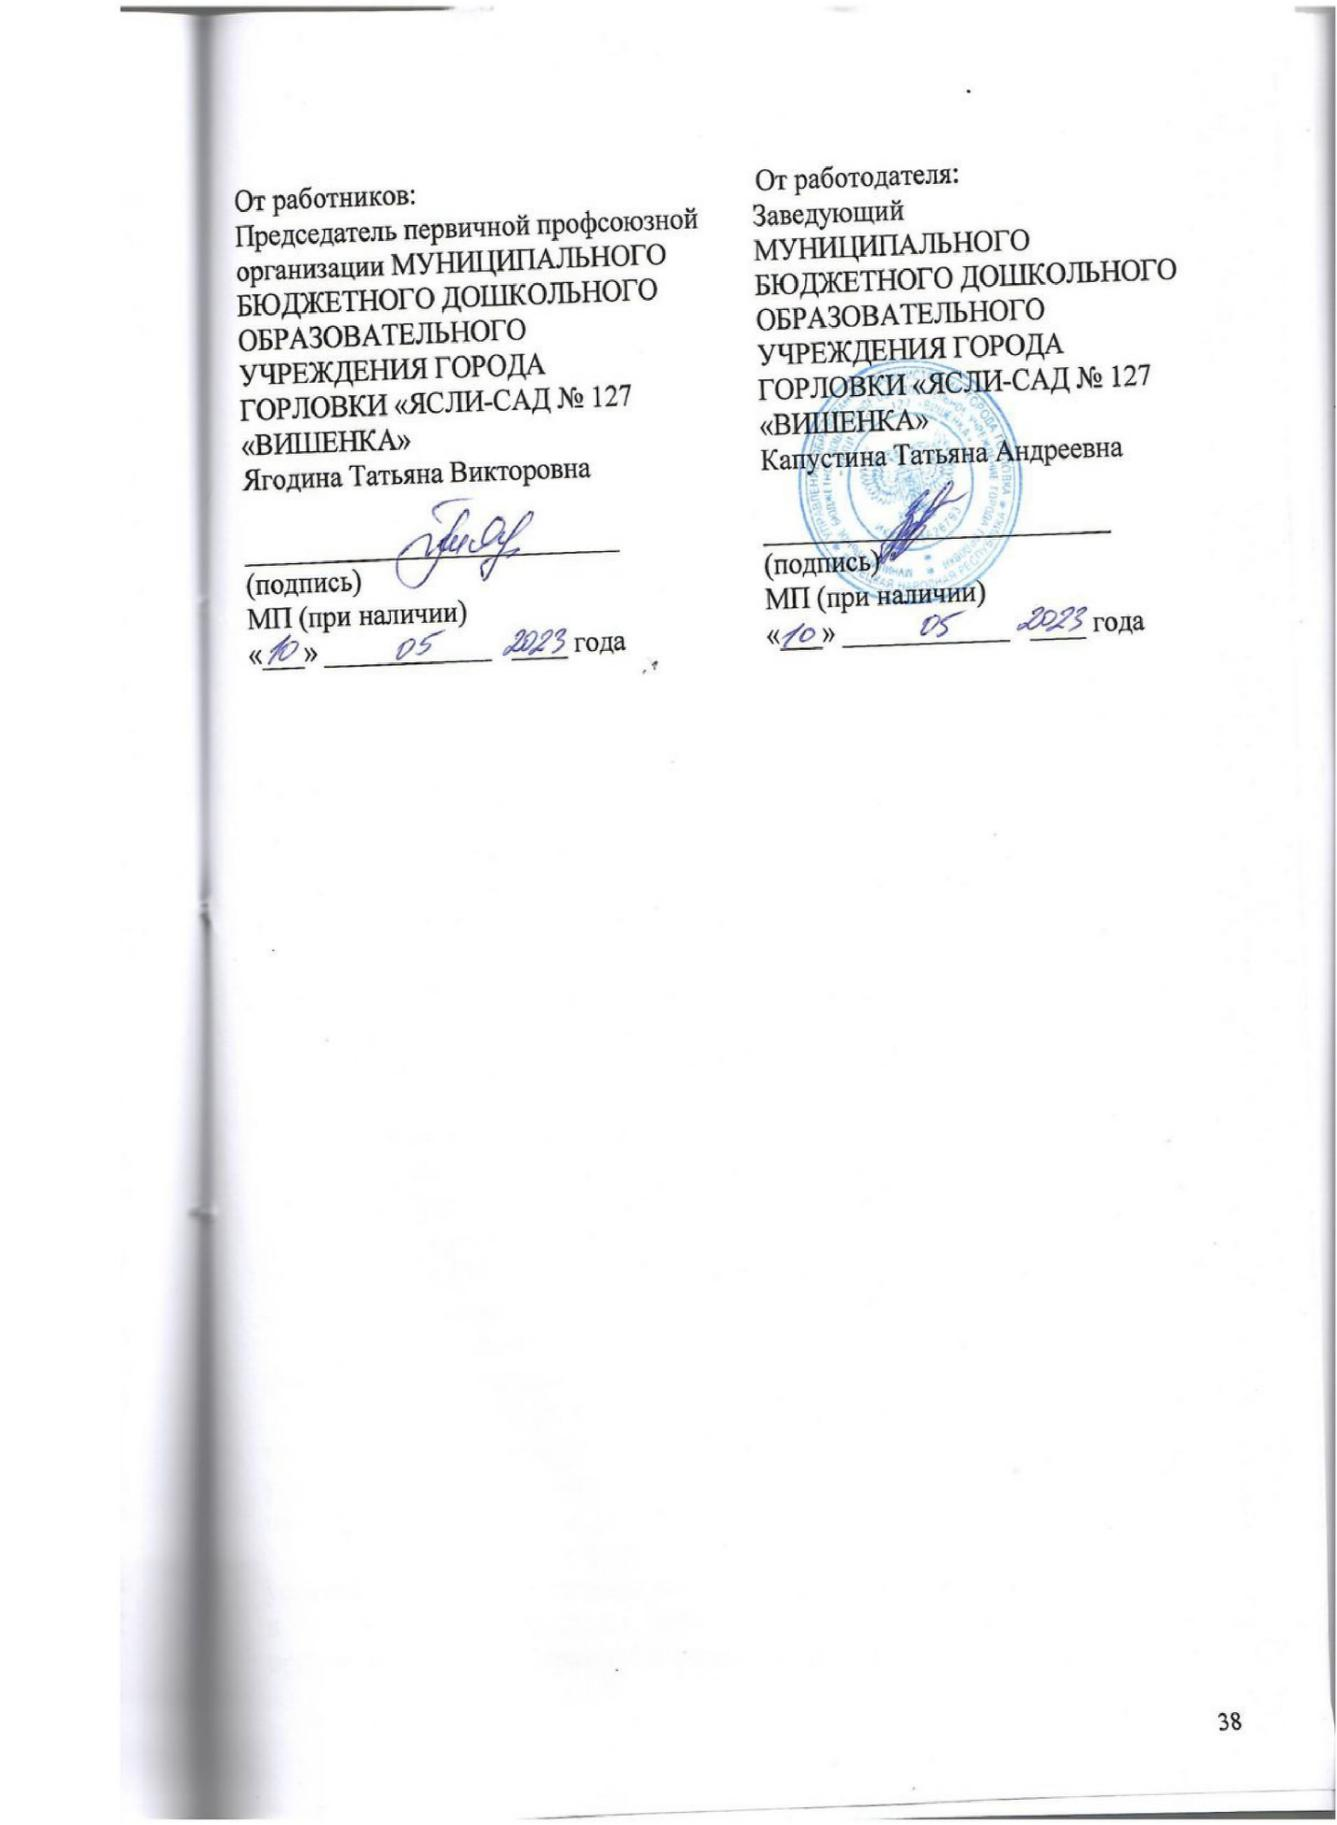 От работников:
Председатель первичной профсоюзной
организации МУНИЦИПАЛЬНОГО
БЮДЖЕТНОГО ДОШКОЛЬНОГО
ОБРАЗОВАТЕЛЬНОГО
УЧРЕЖДЕНИЯ ГОРОДА
ГОРЛОВКИ «ЯСЛИ-САД № 127
«ВИШЕНКА»
Ягодина Татьяна Викторовна
(подпись)
МП (при наличии)
«10» 05 2023 года
От работодателя:
Заведующий
МУНИЦИПАЛЬНОГО
БЮДЖЕТНОГО ДОШКОЛЬНОГО
ОБРАЗОВАТЕЛЬНОГО
УЧРЕЖДЕНИЯ ГОРОДА
ГОРЛОВКИ «ЯСЛИ-САД № 127
«ВИШЕНКА»
Капустина Татьяна Андреевна
(подпись)
МП (при наличии)
«10» 05 2023 года
38